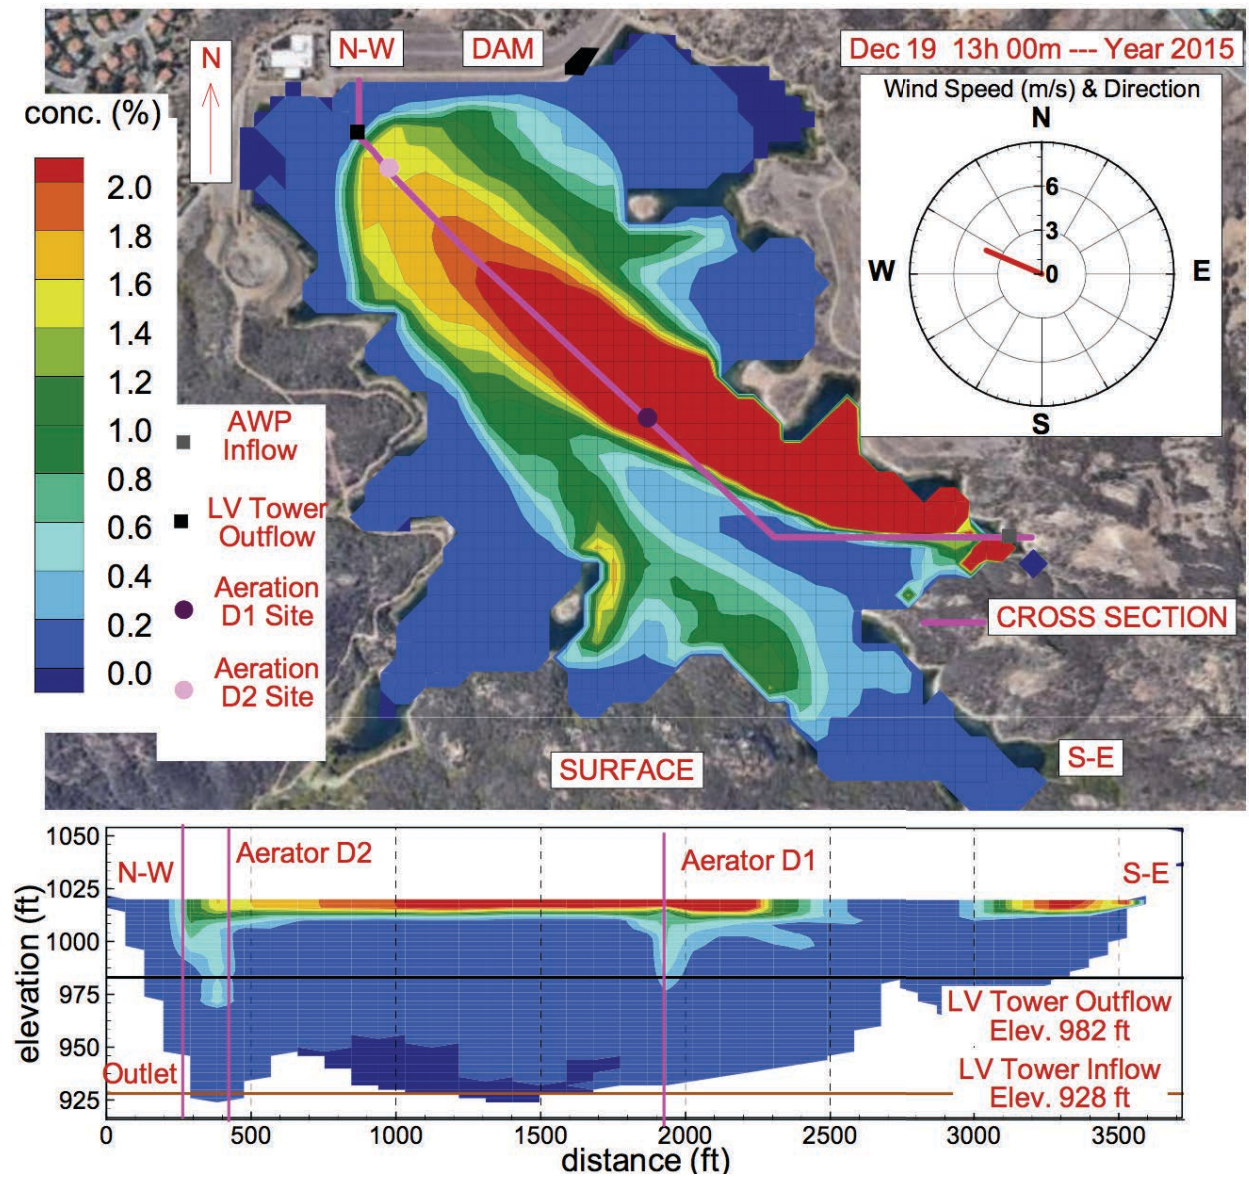 N
N-W
DAM
Dec 19 13h 00m --- Year 2015
conc. (%)
2.0
1.8
1.6
1.4
1.2
1.0
0.8
0.6
0.4
0.2
0.0
Wind Speed (m/s) & Direction
N
6
3
W
0
E
S
AWP
Inflow
LV Tower
Outflow
Aeration
D1 Site
Aeration
D2 Site
CROSS SECTION
SURFACE
S-E
1050
1025
1000
975
950
925
elevation (ft)
N-W
Aerator D2
Aerator D1
S-E
LV Tower Outflow
Elev. 982 ft
Outlet
LV Tower Inflow
Elev. 928 ft
0
500
1000
1500
2000
2500
3000
3500
distance (ft)